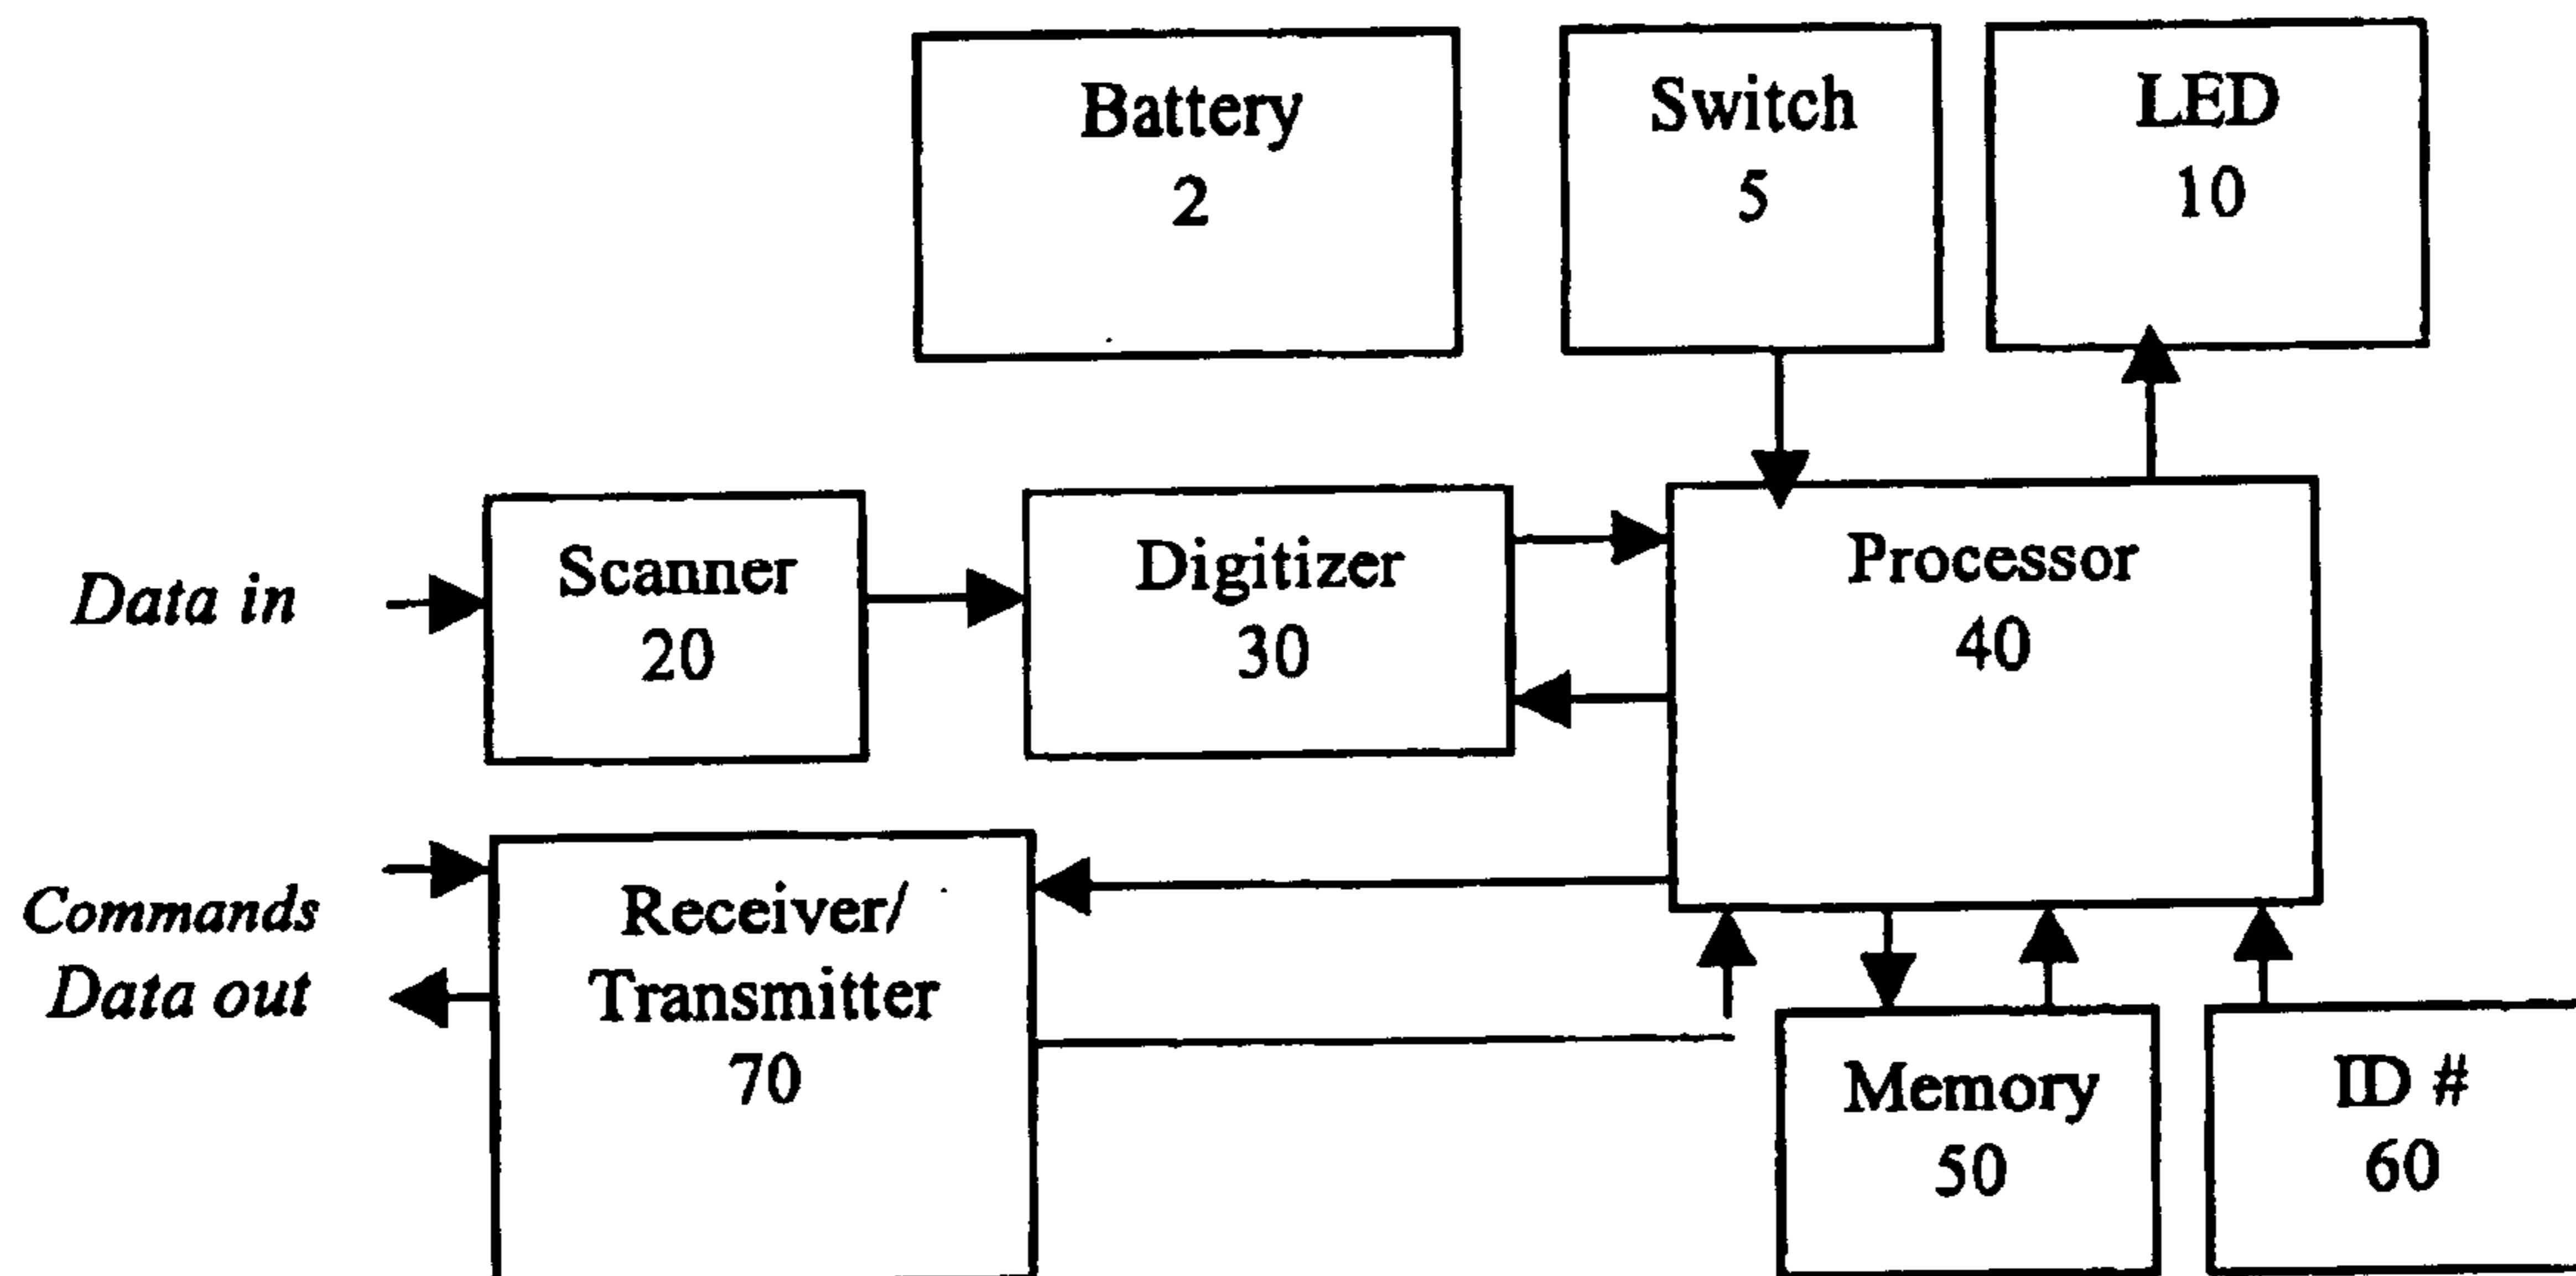 Battery
2
Switch
5
LED
10
Data in
Scanner
20
Digitizer
30
Processor
40
Commands
Data out
Receiver/
Transmitter
70
Memory
50
ID #
60